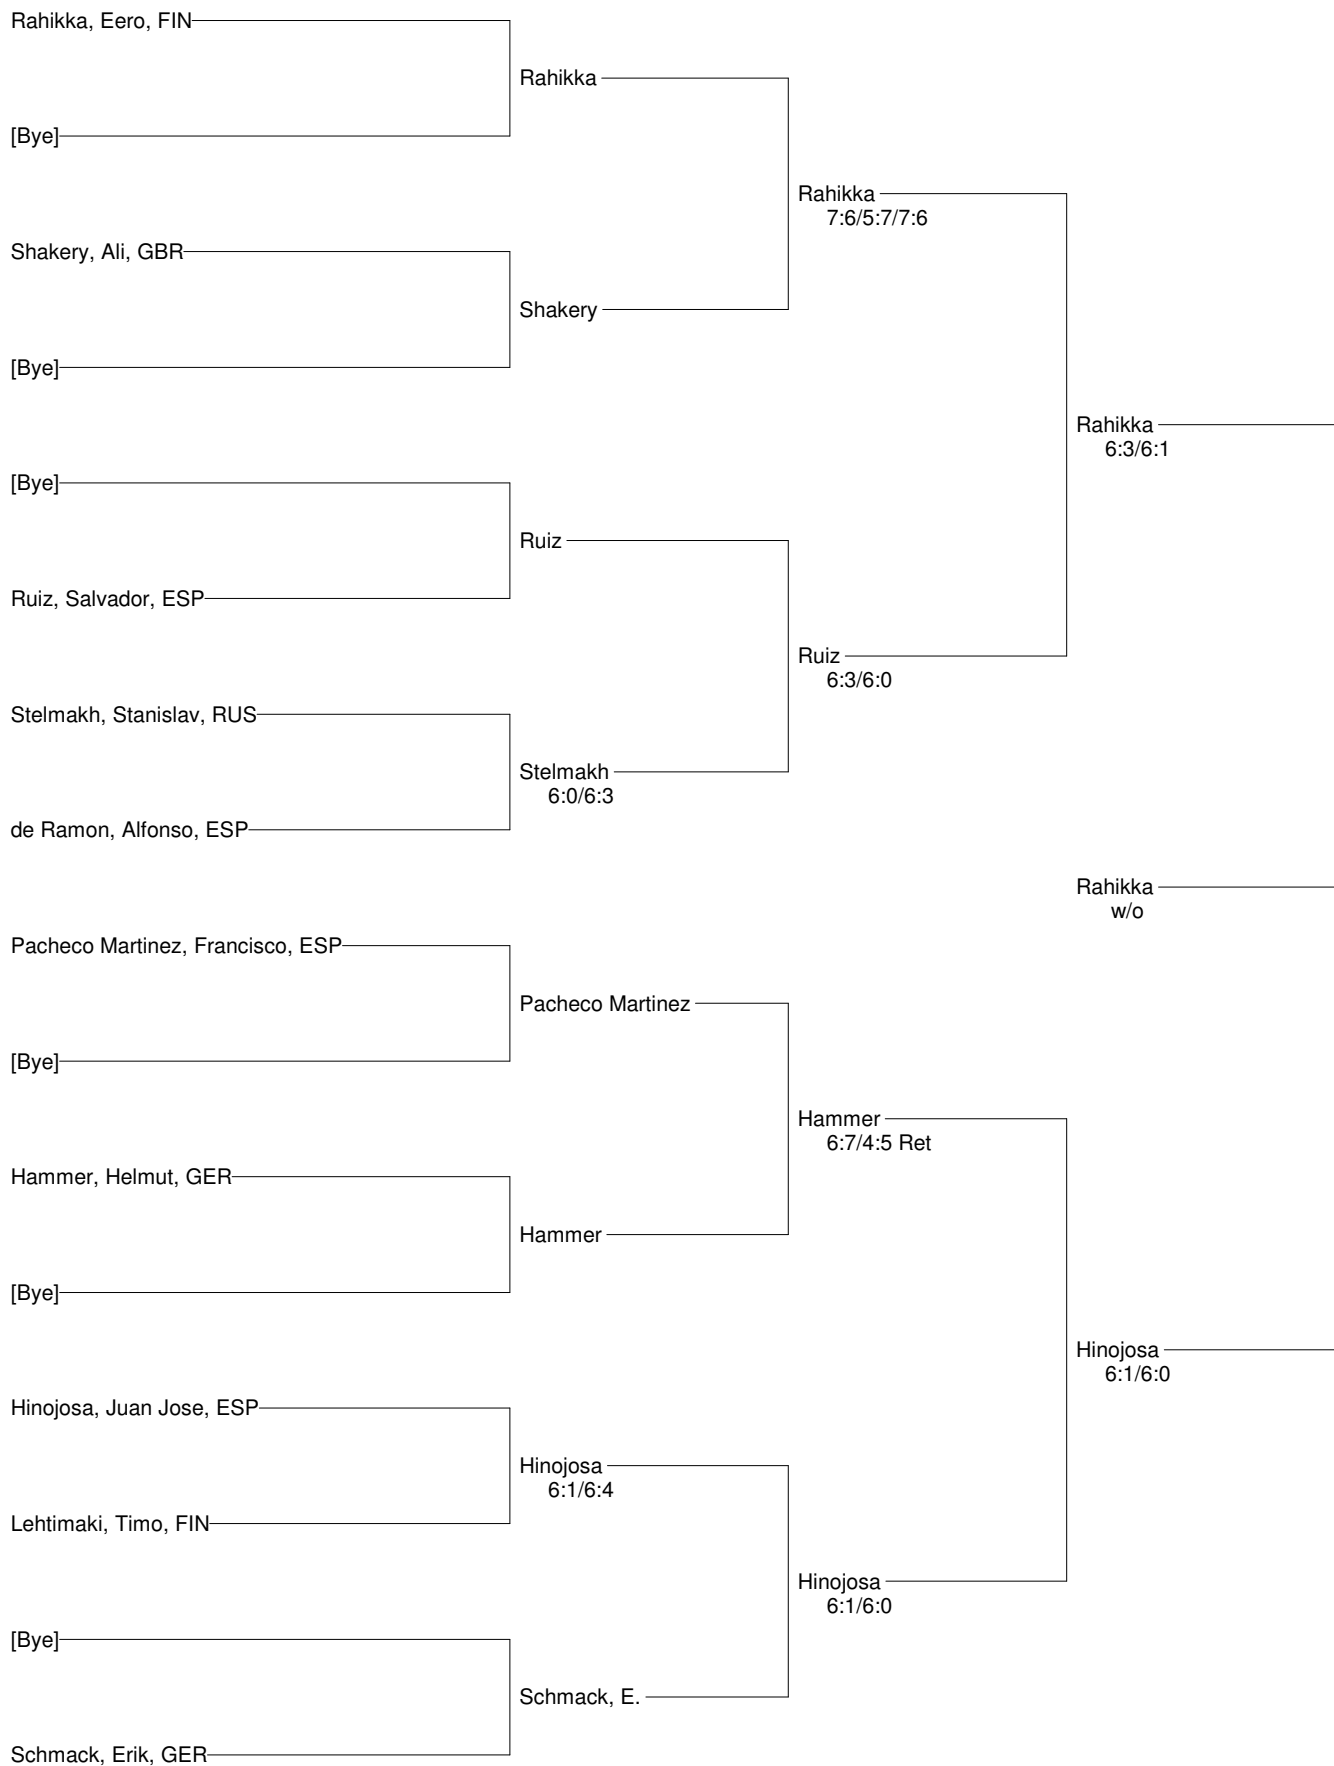 Rahikka, Eero, FIN
Rahikka
[Bye]
Rahikka
7:6/5:7/7:6
Shakery, Ali, GBR
Shakery
[Bye]
Rahikka
6:3/6:1
[Bye]
Ruiz
Ruiz, Salvador, ESP
Ruiz
6:3/6:0
Stelmakh, Stanislav, RUS
Stelmakh
6:0/6:3
de Ramon, Alfonso, ESP
Rahikka
w/o
Pacheco Martinez, Francisco, ESP
Pacheco Martinez
[Bye]
Hammer
6:7/4:5 Ret
Hammer, Helmut, GER
Hammer
[Bye]
Hinojosa
6:1/6:0
Hinojosa, Juan Jose, ESP
Hinojosa
6:1/6:4
Lehtimaki, Timo, FIN
Hinojosa
6:1/6:0
[Bye]
Schmack, E.
Schmack, Erik, GER